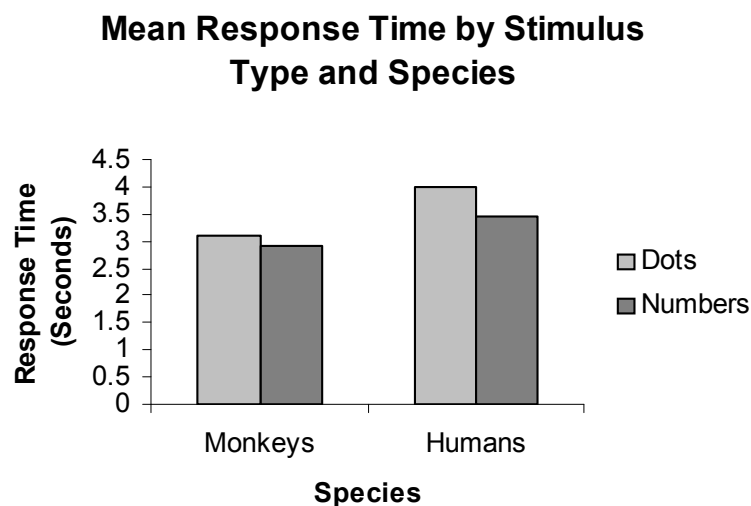 Mean Response Time by Stimulus
Type and Species
Response Time
(Seconds)
4.5
4
3.5
3
2.5
2
1.5
1
0.5
0
Monkeys
Humans
Species
Dots
Numbers